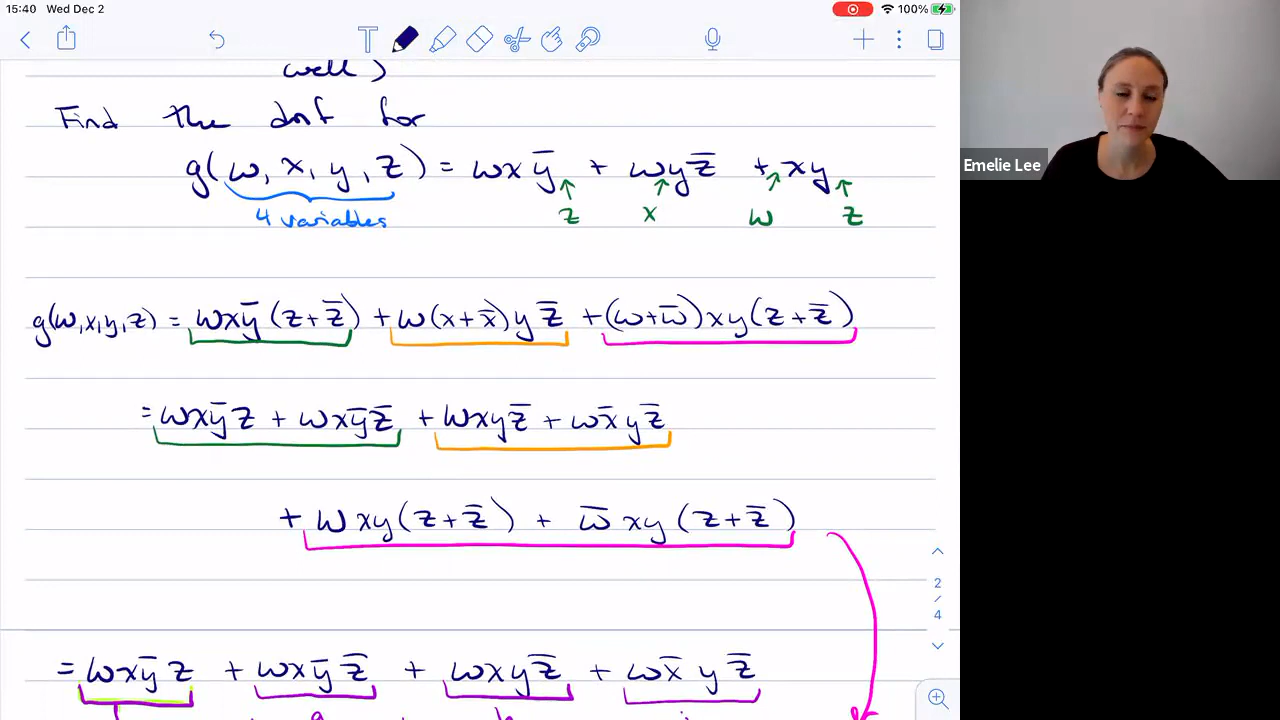 15:40 Wed Dec 2 100%
well)
Find the dnf for
g(w, x, y, z) = wxȳ + wyz̄ + xy
4 variables z x w z
g(w,x,y,z) = wxȳ(z+z̄) + w(x+x̄)yz̄ + (w+w̄)xy(z+z̄)
= wxȳz + wxȳz̄ + wxyz̄ + wx̄yz̄
+ wxy(z+z̄) + w̄xy(z+z̄)
2
/
4
= wxȳz + wxȳz̄ + wxyz̄ + wx̄yz̄
Emelie Lee